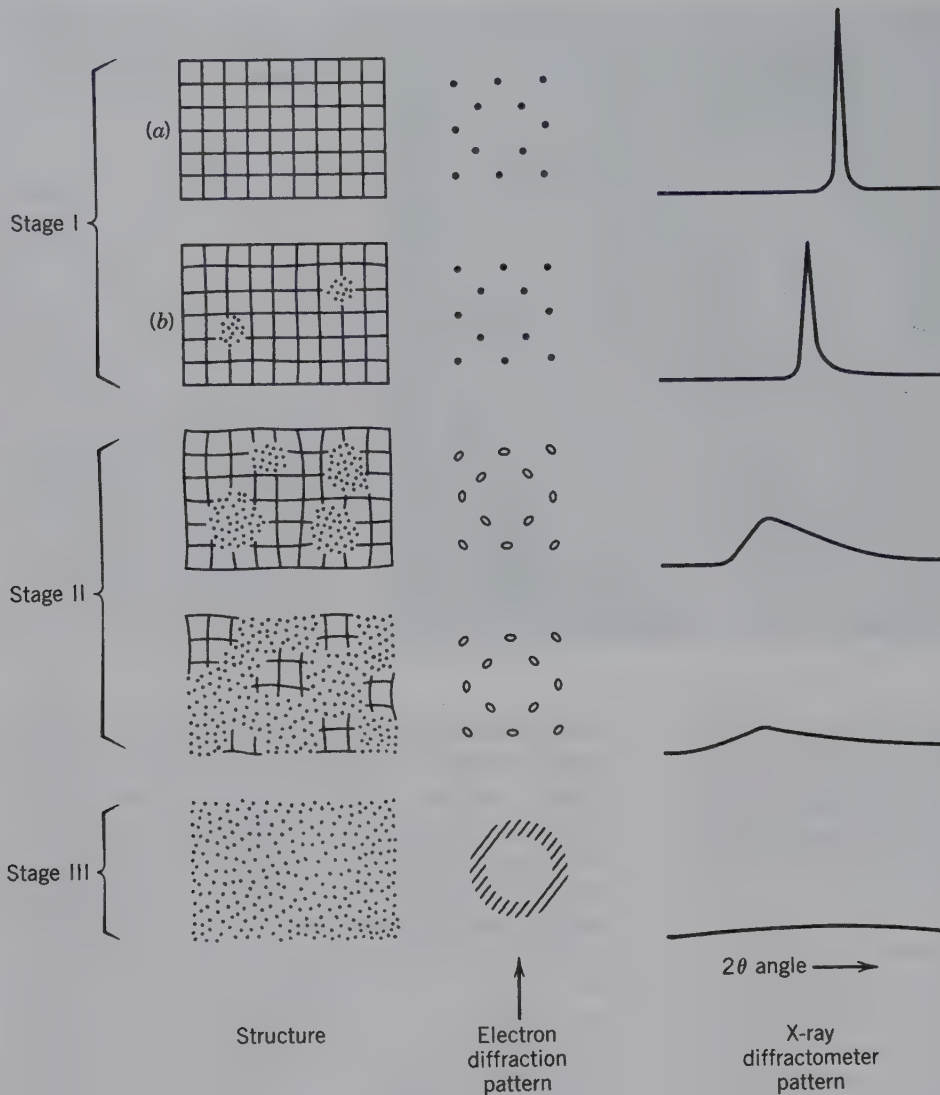 (a)
Stage I
(b)
Stage II
Stage III
2θ angle
Structure
Electron
diffraction
pattern
X-ray
diffractometer
pattern